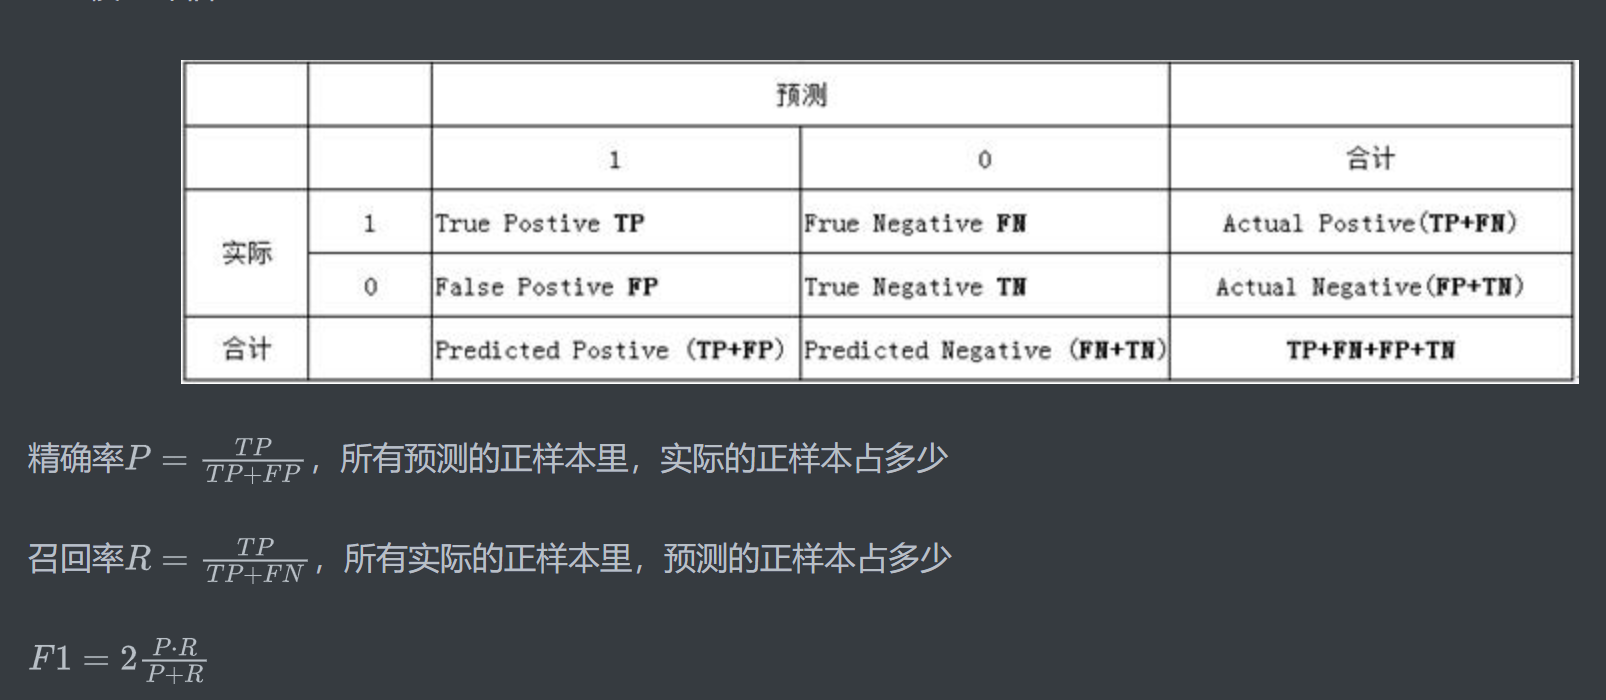 预测
1 0 合计
实际 1 True Postive TP Frue Negative FN Actual Postive(TP+FN)
0 False Postive FP True Negative TN Actual Negative(FP+TN)
合计 Predicted Postive (TP+FP) Predicted Negative (FN+TN) TP+FN+FP+TN
精确率P = \frac{TP}{TP+FP}，所有预测的正样本里，实际的正样本占多少
召回率R = \frac{TP}{TP+FN}，所有实际的正样本里，预测的正样本占多少
F1 = 2\frac{P·R}{P+R}